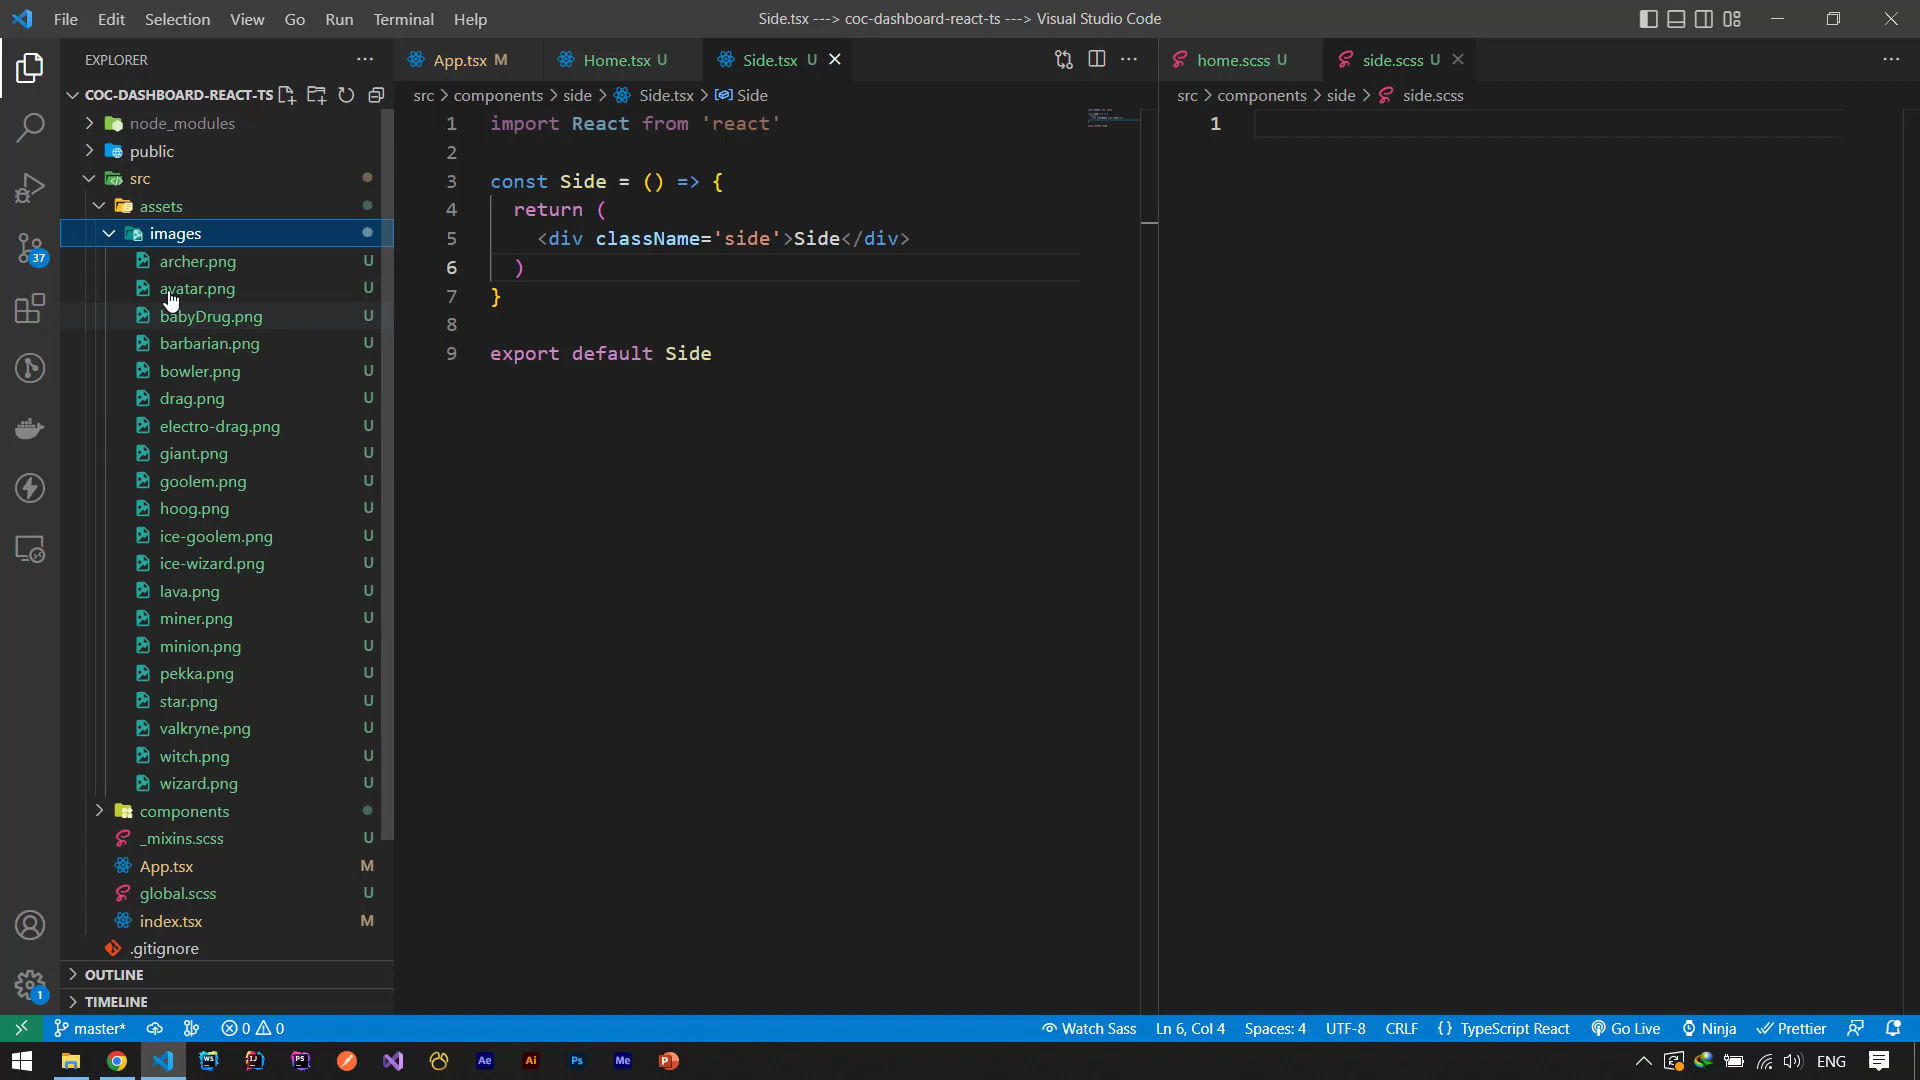 File Edit Selection View Go Run Terminal Help
Side.tsx ---> coc-dashboard-react-ts ---> Visual Studio Code
EXPLORER
COC-DASHBOARD-REACT-TS
node_modules
public
src
assets
images
archer.png U
avatar.png U
babyDrug.png U
barbarian.png U
bowler.png U
drag.png U
electro-drag.png U
giant.png U
goolem.png U
hoog.png U
ice-goolem.png U
ice-wizard.png U
lava.png U
miner.png U
minion.png U
pekka.png U
star.png U
valkryne.png U
witch.png U
wizard.png U
components
_mixins.scss U
App.tsx M
global.scss U
index.tsx M
.gitignore
OUTLINE
TIMELINE
37
1
App.tsx M Home.tsx U Side.tsx U
src > components > side > Side.tsx > Side
1 import React from 'react'
2
3 const Side = () => {
4 return (
5 <div className='side'>Side</div>
6 )
7 }
8
9 export default Side
home.scss U side.scss U
src > components > side > side.scss
1
master* 0 0 Watch Sass Ln 6, Col 4 Spaces: 4 UTF-8 CRLF {} TypeScript React Go Live Ninja Prettier
WS IJ PS Ae Ai Ps Me P ENG